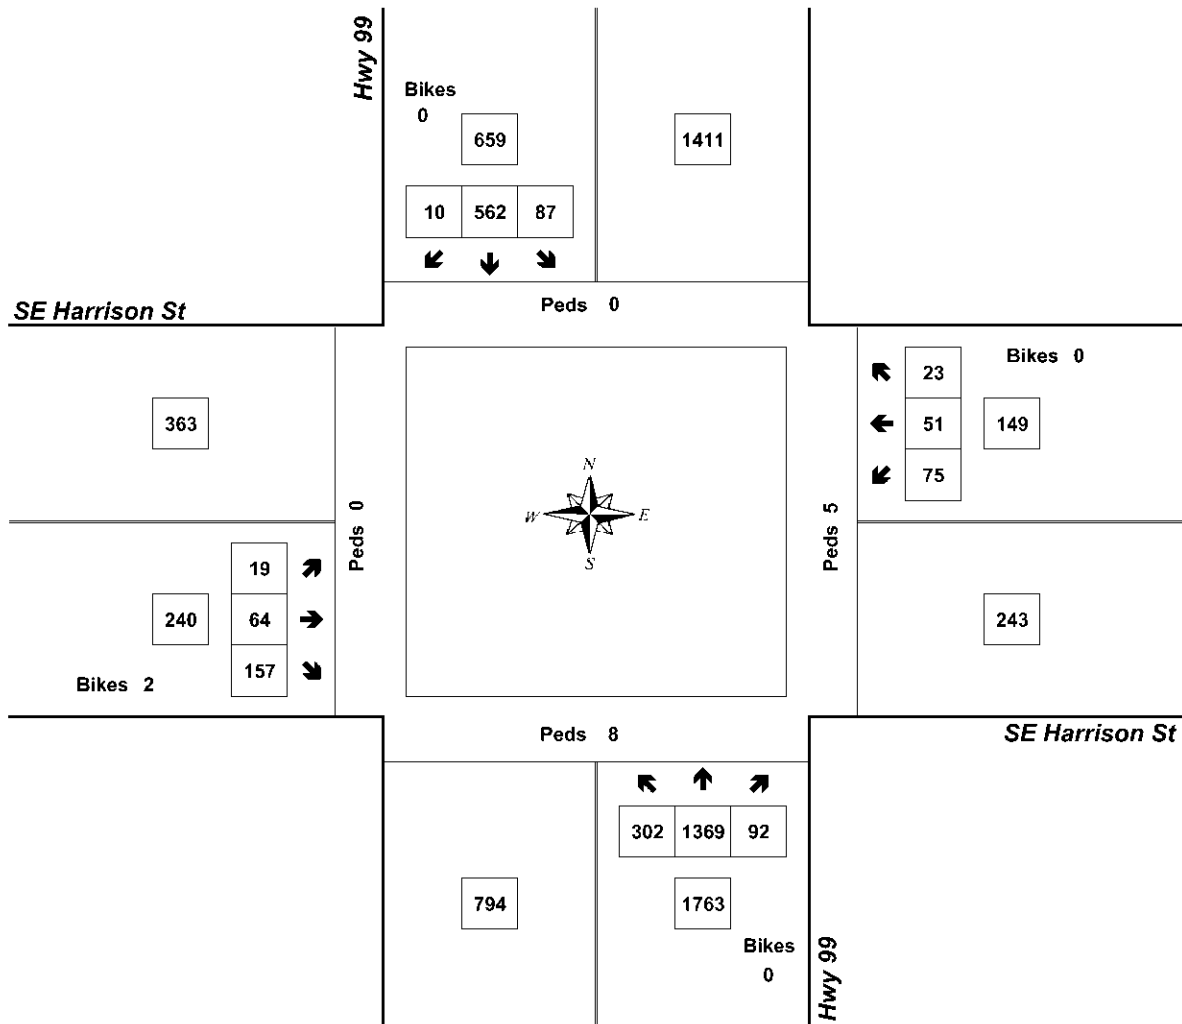 Hwy 99
Bikes
0
659
1411
10 562 87
Peds 0
SE Harrison St
Bikes 0
23
363
51
149
75
N
W E
S
Peds 0
Peds 5
19
240
64
243
157
Bikes 2
Peds 8
SE Harrison St
302 1369 92
794
1763
Bikes
0
Hwy 99